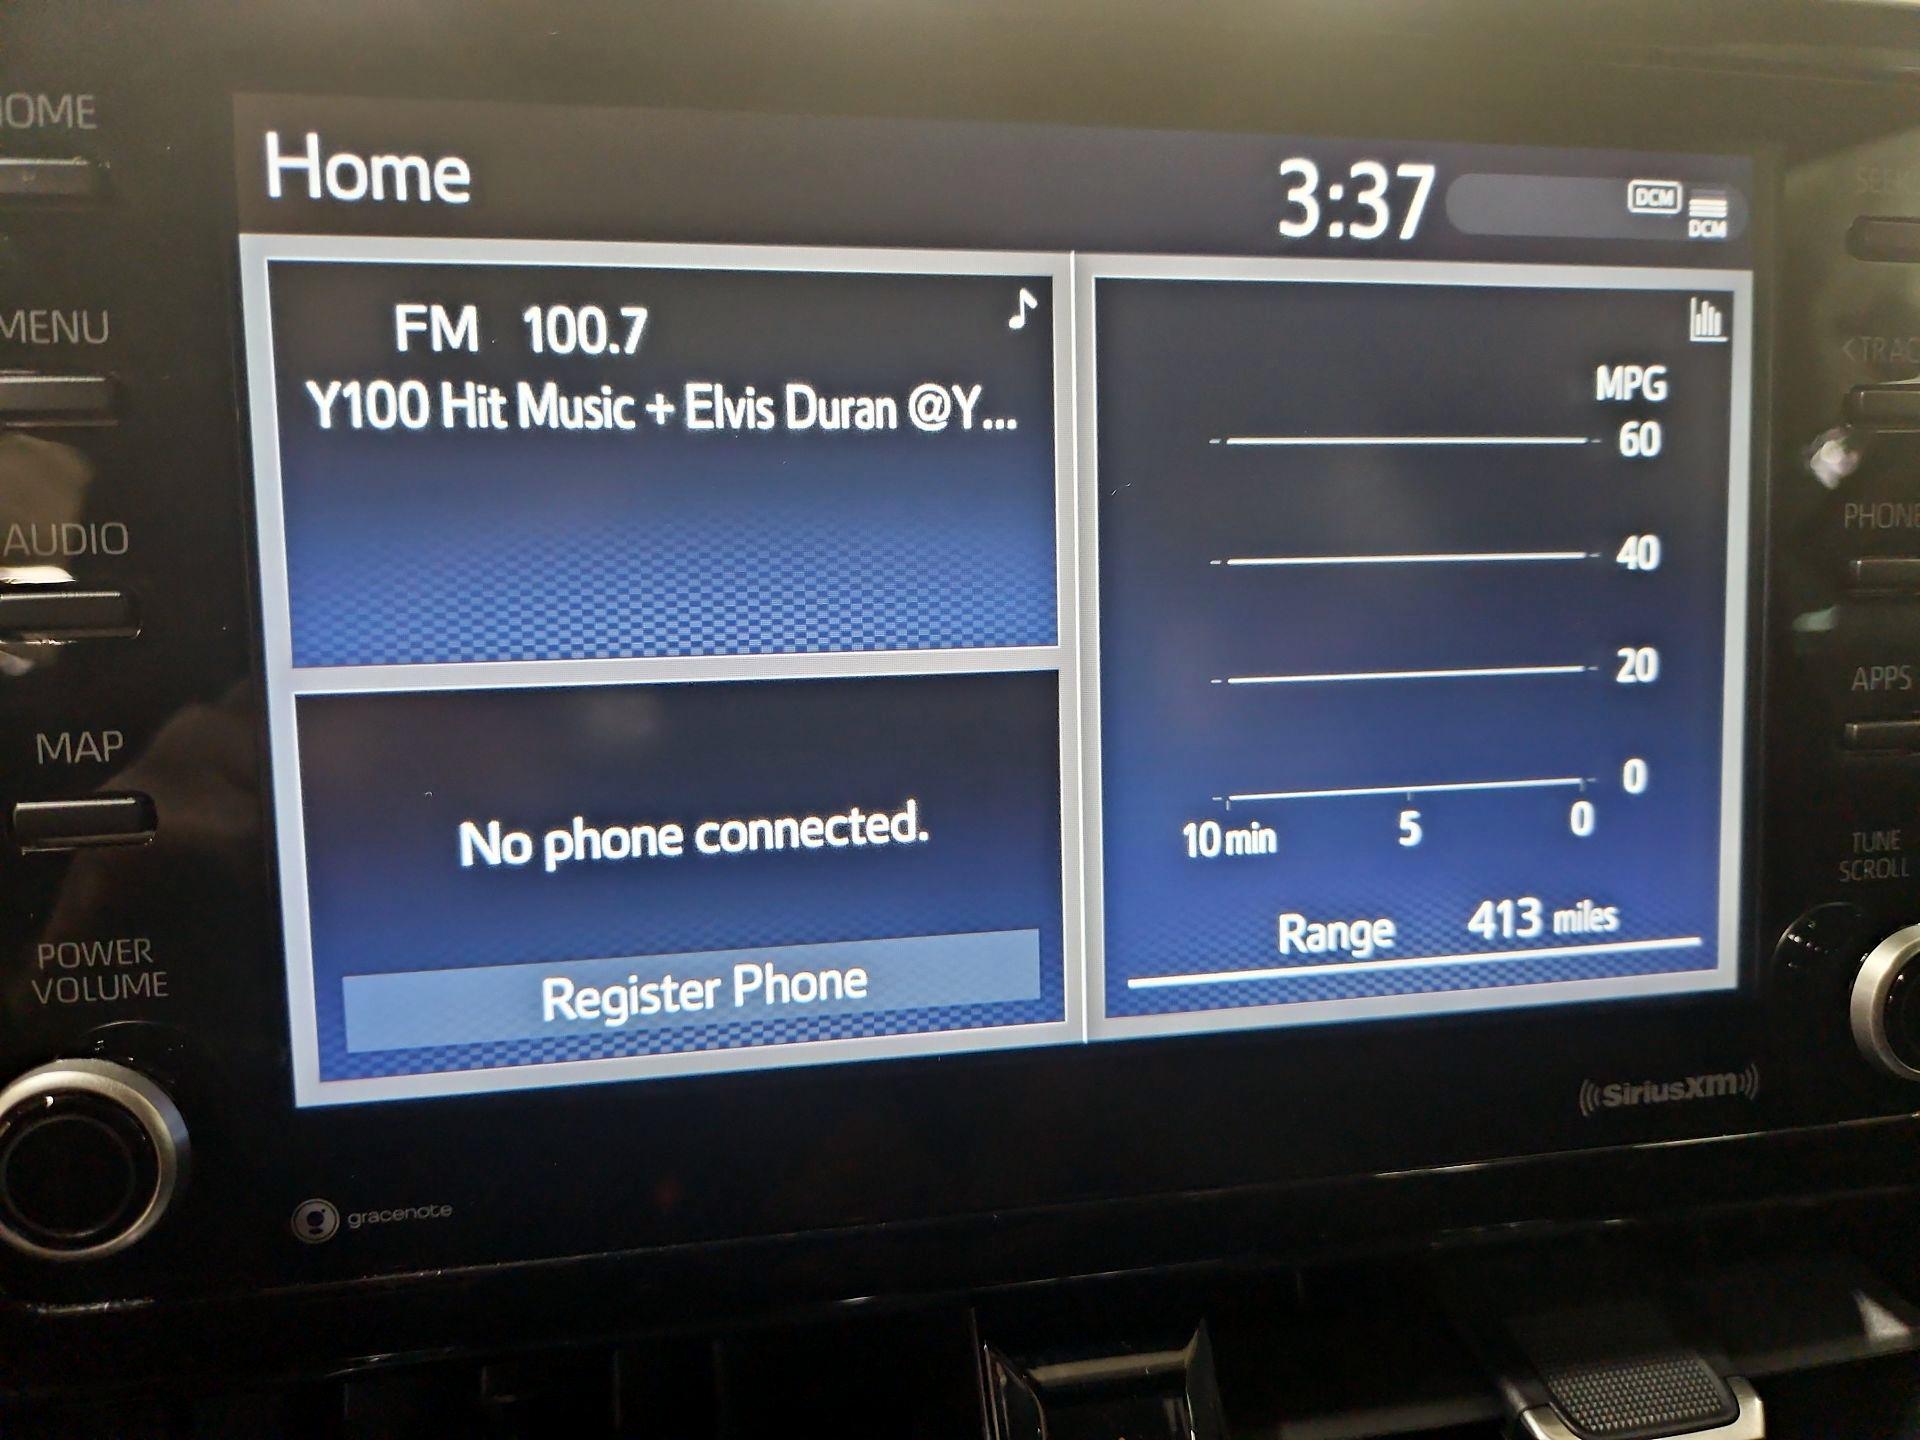 HOME
MENU
AUDIO
MAP
POWER
VOLUME
Home
3:37
DCM
DCM
FM 100.7
Y100 Hit Music + Elvis Duran @Y...
No phone connected.
Register Phone
MPG
60
40
20
0
10 min 5 0
Range 413 miles
SEEK
<TRAC
PHONE
APPS
TUNE
SCROLL
((SiriusXM))
gracenote